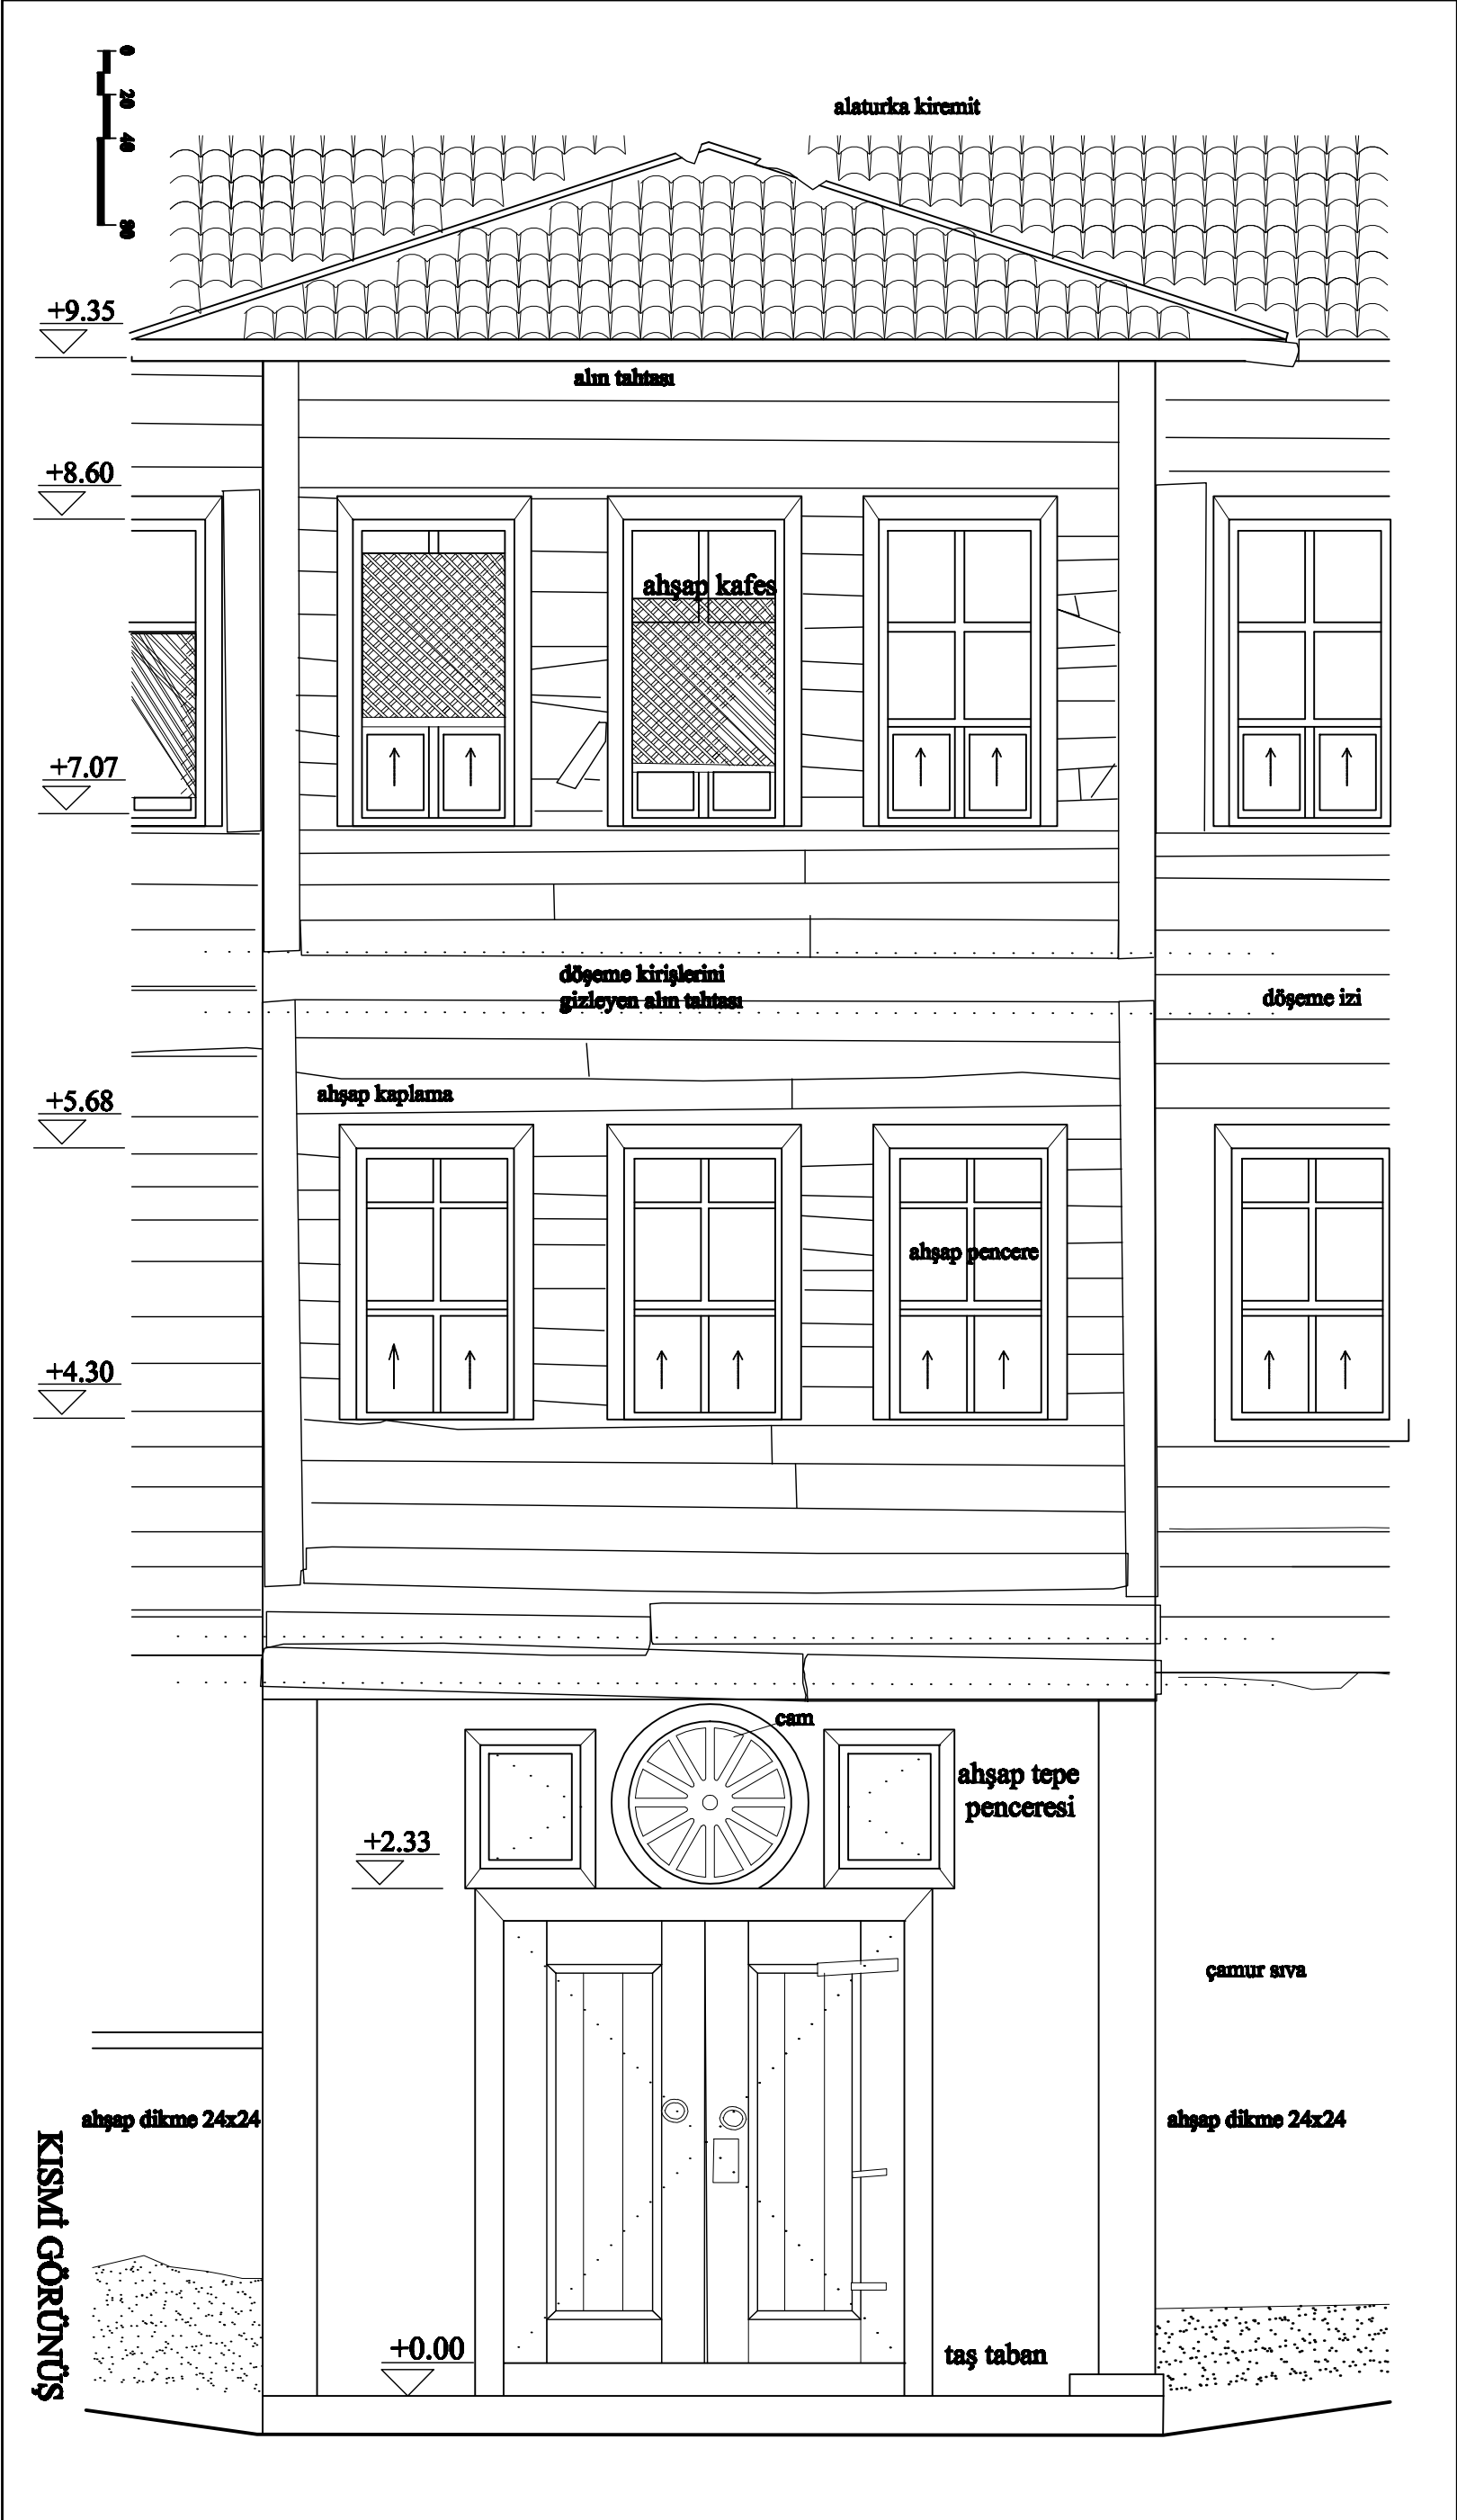 0
20
40
80
alaturka kiremit
+9.35
alın tahtası
+8.60
ahşap kafes
+7.07
döşeme kirişlerini
gizleyen alın tahtası
döşeme izi
ahşap kaplama
+5.68
ahşap pencere
+4.30
cam
ahşap tepe
penceresi
+2.33
çamur sıva
ahşap dikme 24x24
ahşap dikme 24x24
KISMİ GÖRÜNÜŞ
+0.00
taş taban